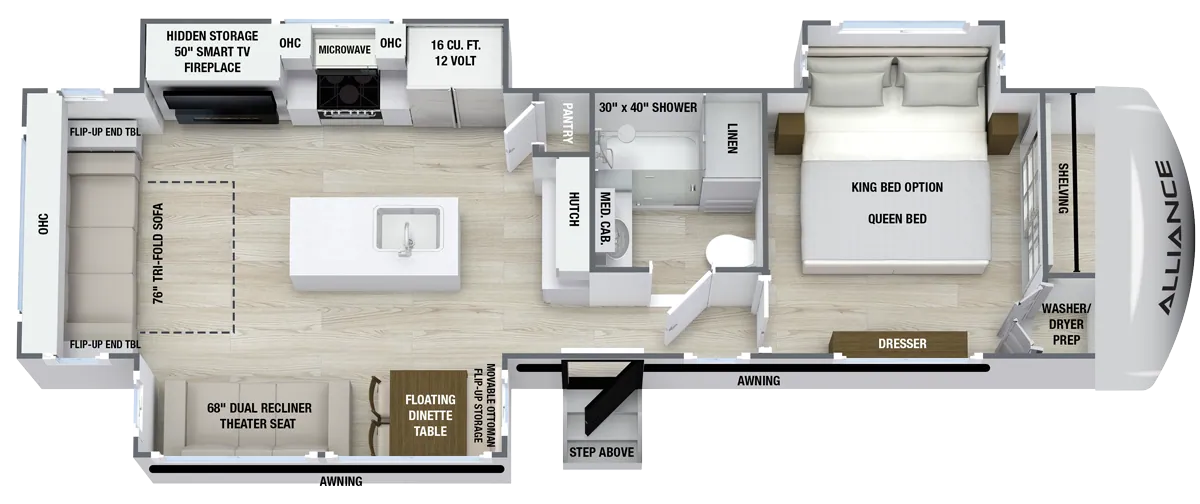 HIDDEN STORAGE
50" SMART TV
FIREPLACE
OHC
MICROWAVE
OHC
16 CU. FT.
12 VOLT
FLIP-UP END TBL
OHC
76" TRI-FOLD SOFA
FLIP-UP END TBL
PANTRY
30" x 40" SHOWER
LINEN
HUTCH
MED. CAB.
KING BED OPTION
QUEEN BED
SHELVING
ALLIANCE
WASHER/
DRYER
PREP
DRESSER
68" DUAL RECLINER
THEATER SEAT
FLOATING
DINETTE
TABLE
MOVABLE OTTOMAN
FLIP-UP STORAGE
AWNING
STEP ABOVE
AWNING